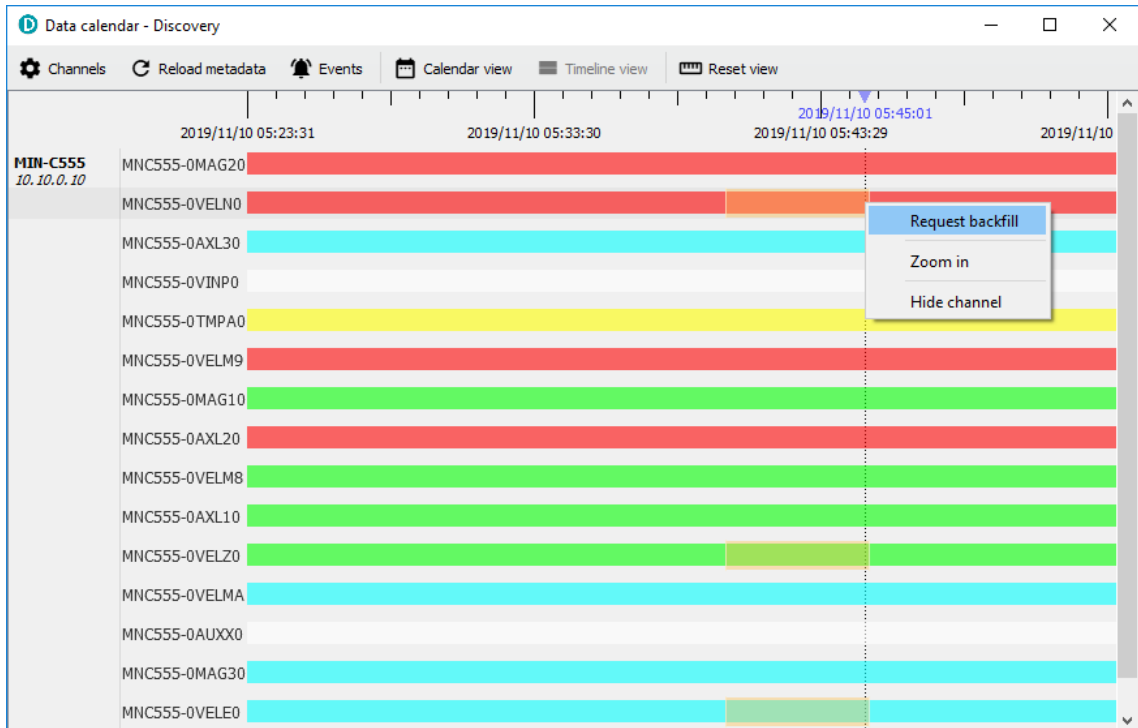 Data calendar - Discovery
Channels Reload metadata Events Calendar view Timeline view Reset view
2019/11/10 05:45:01
2019/11/10 05:23:31 2019/11/10 05:33:30 2019/11/10 05:43:29 2019/11/10
MIN-C555
10.10.0.10
MNC555-0MAG20
MNC555-0VELN0
Request backfill
MNC555-0AXL30
Zoom in
MNC555-0VINP0
Hide channel
MNC555-0TMPA0
MNC555-0VELM9
MNC555-0MAG10
MNC555-0AXL20
MNC555-0VELM8
MNC555-0AXL10
MNC555-0VELZ0
MNC555-0VELMA
MNC555-0AUXX0
MNC555-0MAG30
MNC555-0VELE0